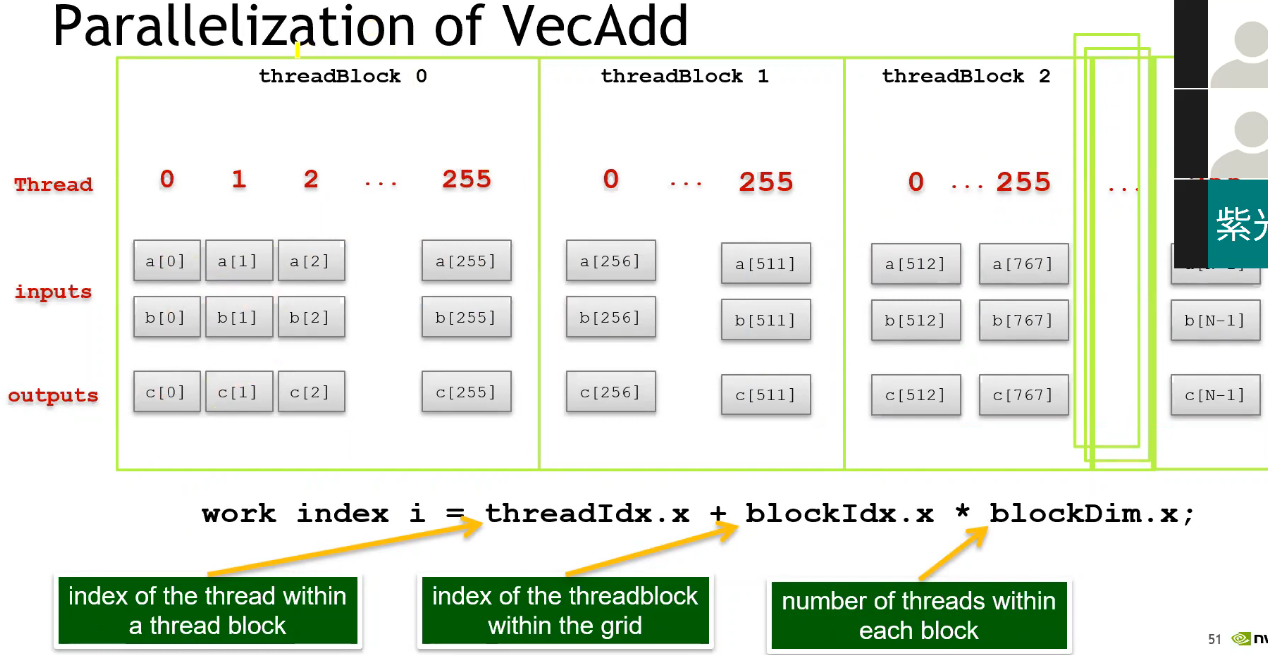 Parallelization of VecAdd
threadBlock 0 threadBlock 1 threadBlock 2
Thread 0 1 2 ... 255 0 ... 255 0 ... 255 ...
inputs
a[0] a[1] a[2] a[255] a[256] a[511] a[512] a[767]
b[0] b[1] b[2] b[255] b[256] b[511] b[512] b[767] b[N-1]
outputs c[0] c[1] c[2] c[255] c[256] c[511] c[512] c[767] c[N-1]
紫
work index i = threadIdx.x + blockIdx.x * blockDim.x;
index of the thread within
a thread block
index of the threadblock
within the grid
number of threads within
each block
51